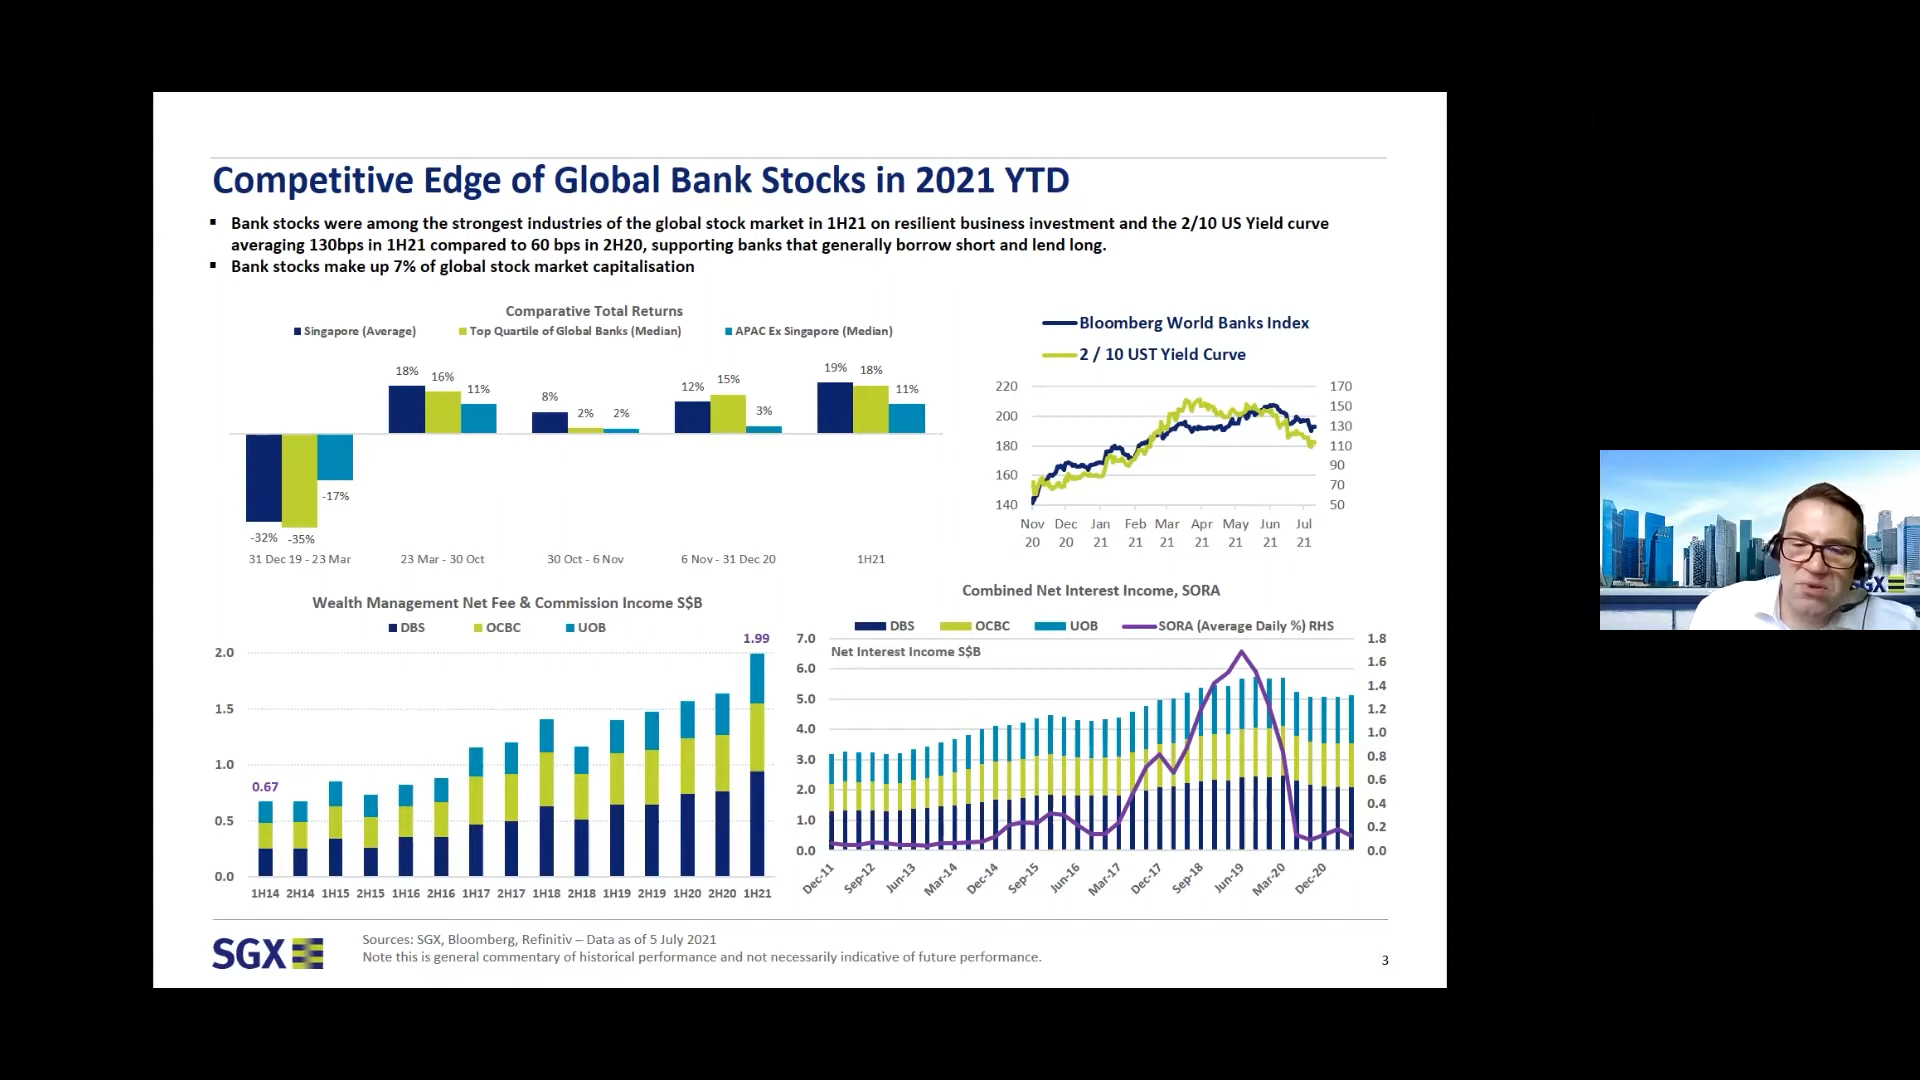 Competitive Edge of Global Bank Stocks in 2021 YTD
▪ Bank stocks were among the strongest industries of the global stock market in 1H21 on resilient business investment and the 2/10 US Yield curve
averaging 130bps in 1H21 compared to 60 bps in 2H20, supporting banks that generally borrow short and lend long.
▪ Bank stocks make up 7% of global stock market capitalisation
Comparative Total Returns
Singapore (Average) Top Quartile of Global Banks (Median) APAC Ex Singapore (Median)
18% 16% 11%
8% 2% 2%
12% 15% 3%
19% 18% 11%
-32% -35% -17%
31 Dec 19 - 23 Mar 23 Mar - 30 Oct 30 Oct - 6 Nov 6 Nov - 31 Dec 20 1H21
Bloomberg World Banks Index
2 / 10 UST Yield Curve
220 170
200 150
180 130
160 110
140 90
70
50
Nov Dec Jan Feb Mar Apr May Jun Jul
20 20 21 21 21 21 21 21 21
Wealth Management Net Fee & Commission Income S$B
DBS OCBC UOB
1.99
2.0
1.5
1.0
0.67
0.5
0.0
1H14 2H14 1H15 2H15 1H16 2H16 1H17 2H17 1H18 2H18 1H19 2H19 1H20 2H20 1H21
Combined Net Interest Income, SORA
DBS OCBC UOB SORA (Average Daily %) RHS
Net Interest Income S$B
7.0 1.8
6.0 1.6
5.0 1.4
4.0 1.2
3.0 1.0
2.0 0.8
1.0 0.6
0.0 0.4
0.2
0.0
Dec-11 Sep-12 Jun-13 Mar-14 Dec-14 Sep-15 Jun-16 Mar-17 Dec-17 Sep-18 Jun-19 Mar-20 Dec-20
SGX
Sources: SGX, Bloomberg, Refinitiv – Data as of 5 July 2021
Note this is general commentary of historical performance and not necessarily indicative of future performance.
3
SGX